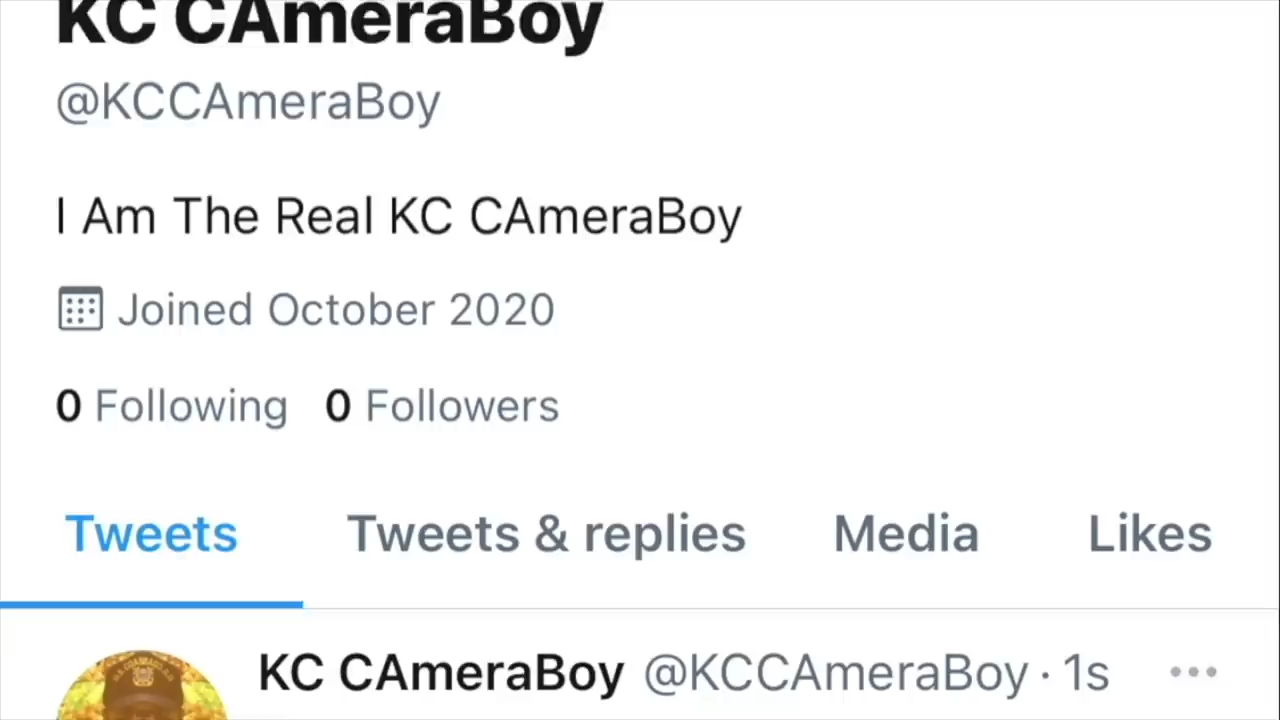 KC CAmeraBoy
@KCCAmeraBoy
I Am The Real KC CAmeraBoy
Joined October 2020
0 Following 0 Followers
Tweets Tweets & replies Media Likes
KC CAmeraBoy @KCCAmeraBoy · 1s